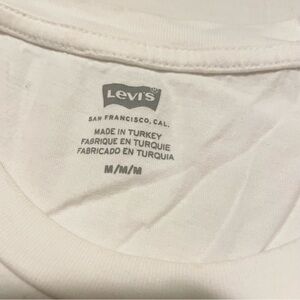 LEVI'S
SAN FRANCISCO, CAL.
MADE IN TURKEY
FABRIQUE EN TURQUIE
FABRICADO EN TURQUIA
M/M/M